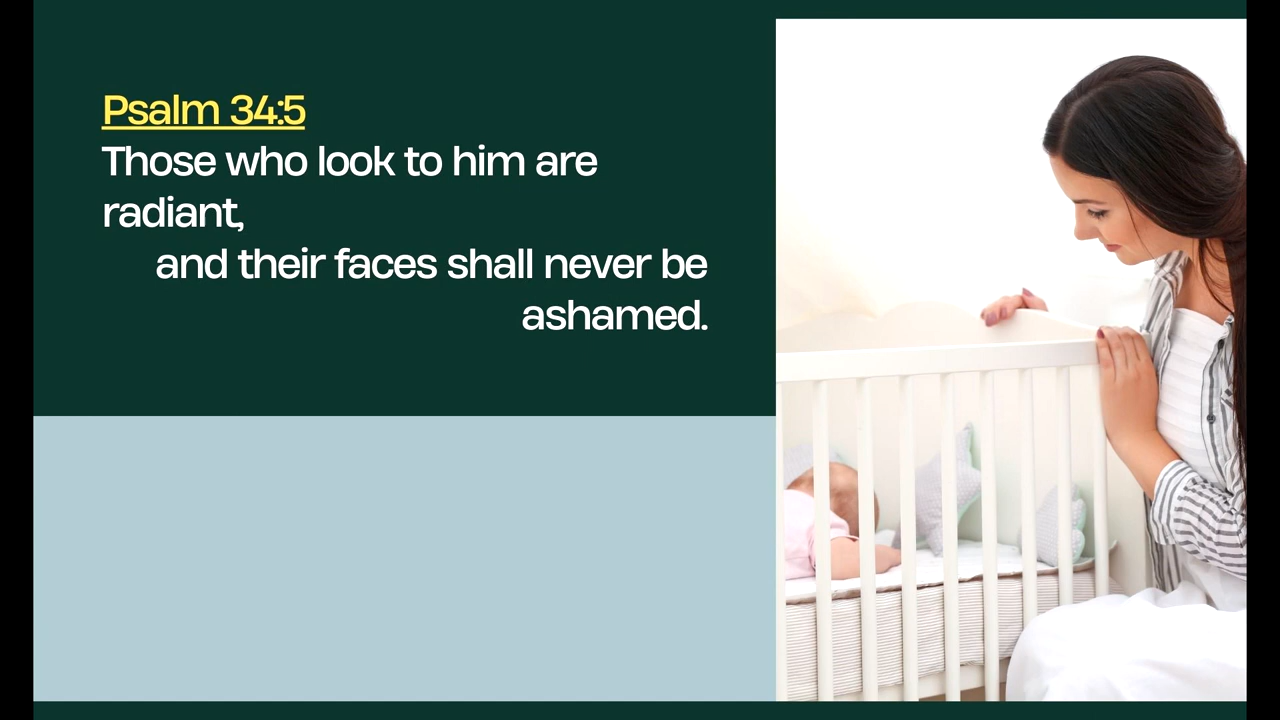 Psalm 34:5
Those who look to him are
radiant,
and their faces shall never be
ashamed.